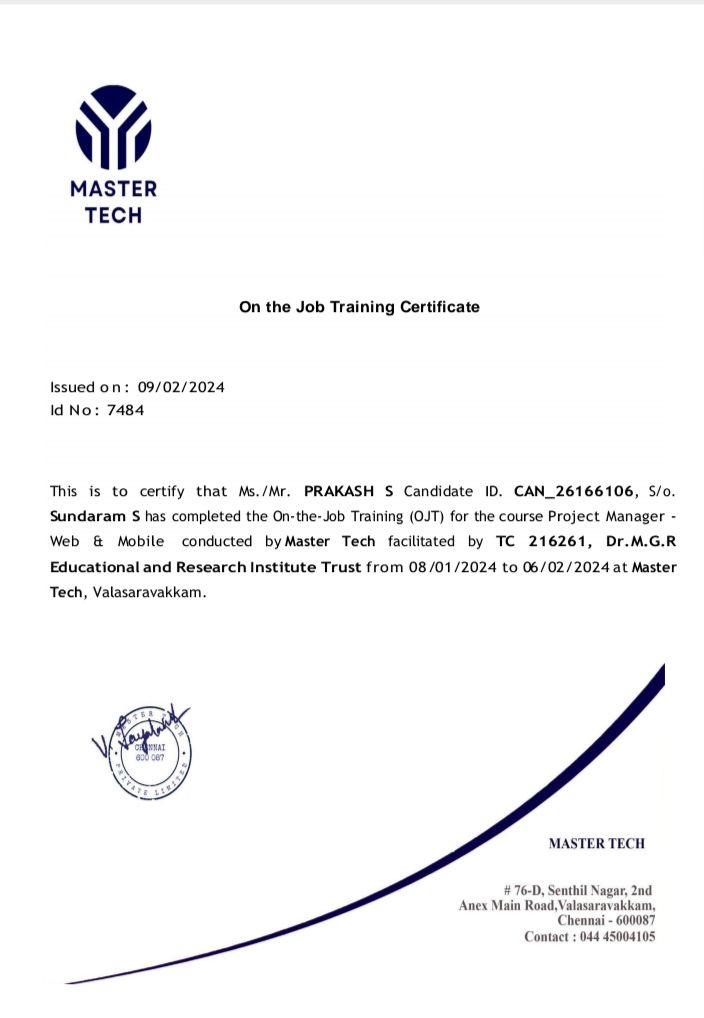 MASTER
TECH
On the Job Training Certificate
Issued on: 09/02/2024
Id No: 7484
This is to certify that Ms./Mr. PRAKASH S Candidate ID. CAN_26166106, S/o.
Sundaram S has completed the On-the-Job Training (OJT) for the course Project Manager -
Web & Mobile conducted by Master Tech facilitated by TC 216261, Dr.M.G.R
Educational and Research Institute Trust from 08/01/2024 to 06/02/2024 at Master
Tech, Valasaravakkam.
MASTER TECH
CHENNAI
600 087
PRIVATE LIMITED
MASTER TECH
# 76-D, Senthil Nagar, 2nd
Anex Main Road,Valasaravakkam,
Chennai - 600087
Contact : 044 45004105